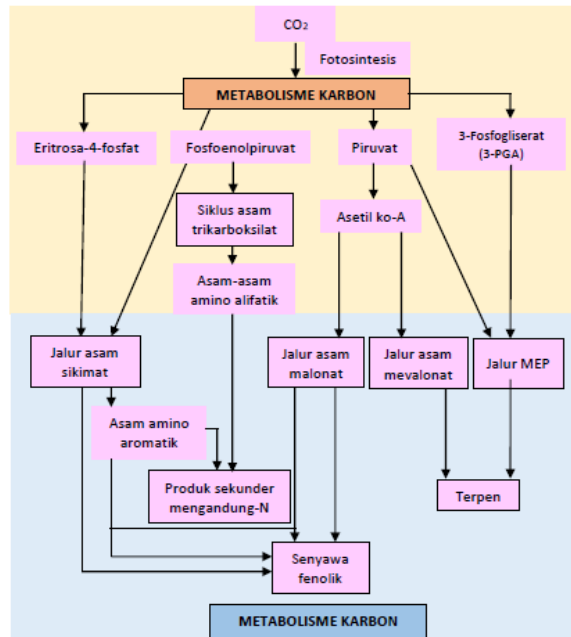 CO₂
Fotosintesis
METABOLISME KARBON
Eritrosa-4-fosfat
Fosfoenolpiruvat
Piruvat
3-Fosfogliserat
(3-PGA)
Siklus asam
trikarboksilat
Asetil ko-A
Asam-asam
amino alifatik
Jalur asam
sikimat
Jalur asam
malonat
Jalur asam
mevalonat
Jalur MEP
Asam amino
aromatik
Produk sekunder
mengandung-N
Terpen
Senyawa
fenolik
METABOLISME KARBON